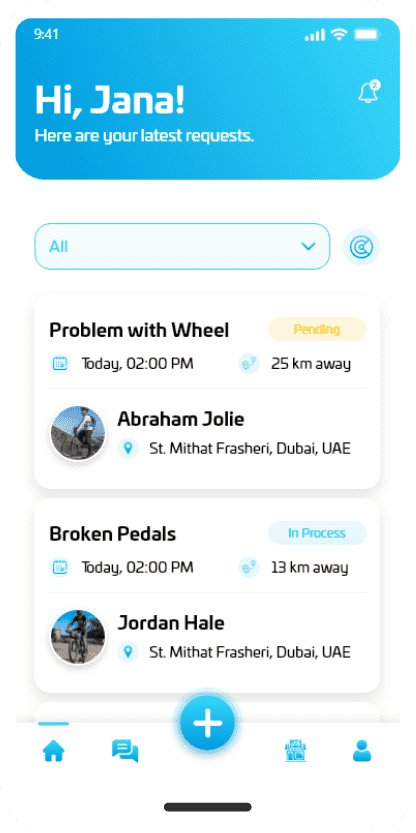 9:41
Hi, Jana!
2
Here are your latest requests.
All
Problem with Wheel
Pending
Today, 02:00 PM
25 km away
Abraham Jolie
St. Mithat Frasheri, Dubai, UAE
Broken Pedals
In Process
Today, 02:00 PM
13 km away
Jordan Hale
St. Mithat Frasheri, Dubai, UAE